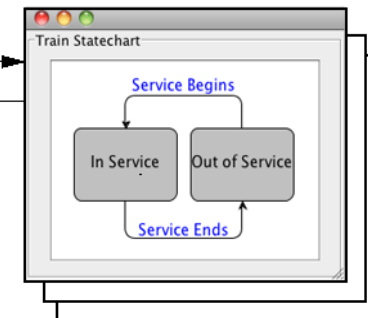 Train Statechart
Service Begins
In Service
Out of Service
Service Ends